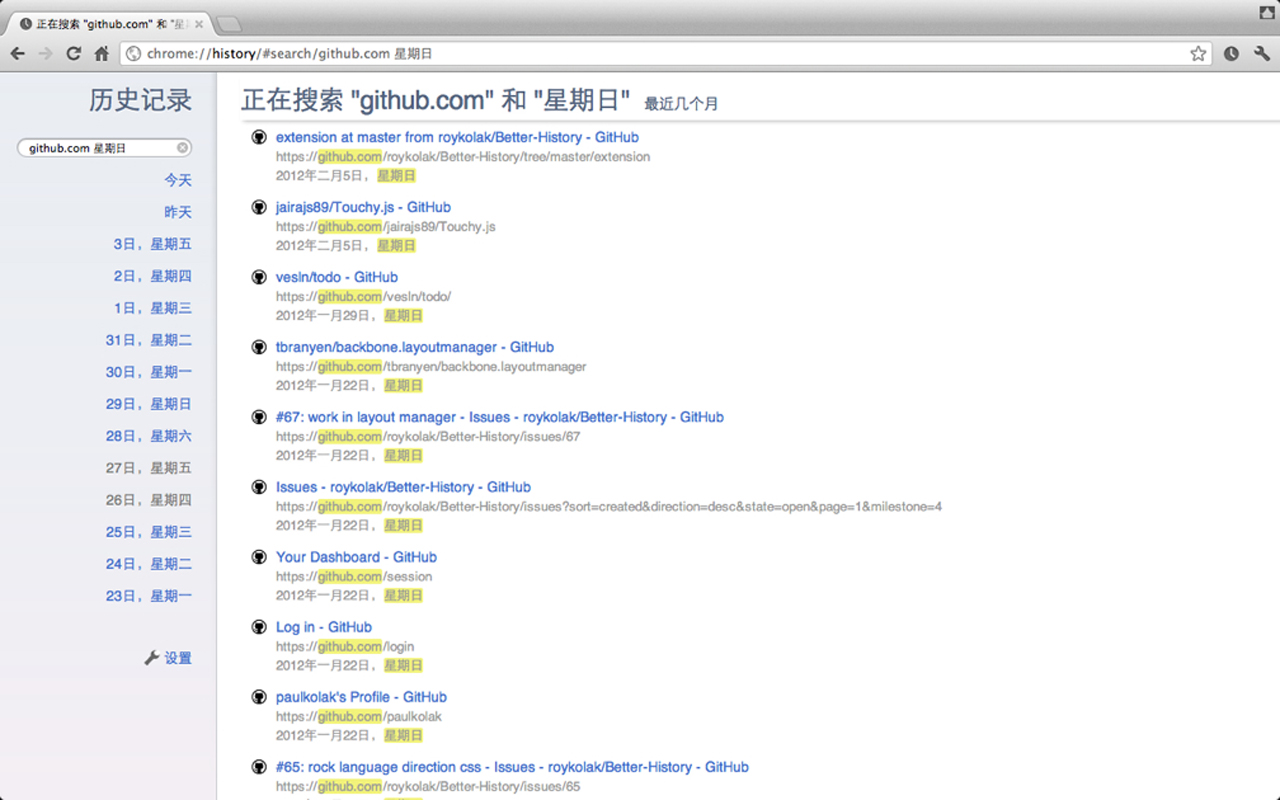 正在搜索 "github.com" 和 "星
chrome://history/#search/github.com 星期日
历史记录
github.com 星期日
今天
昨天
3日，星期五
2日，星期四
1日，星期三
31日，星期二
30日，星期一
29日，星期日
28日，星期六
27日，星期五
26日，星期四
25日，星期三
24日，星期二
23日，星期一
设置
正在搜索 "github.com" 和 "星期日" 最近几个月
extension at master from roykolak/Better-History - GitHub
https://github.com/roykolak/Better-History/tree/master/extension
2012年二月5日，星期日
jairajs89/Touchy.js - GitHub
https://github.com/jairajs89/Touchy.js
2012年二月5日，星期日
vesln/todo - GitHub
https://github.com/vesln/todo/
2012年一月29日，星期日
tbranyen/backbone.layoutmanager - GitHub
https://github.com/tbranyen/backbone.layoutmanager
2012年一月22日，星期日
#67: work in layout manager - Issues - roykolak/Better-History - GitHub
https://github.com/roykolak/Better-History/issues/67
2012年一月22日，星期日
Issues - roykolak/Better-History - GitHub
https://github.com/roykolak/Better-History/issues?sort=created&direction=desc&state=open&page=1&milestone=4
2012年一月22日，星期日
Your Dashboard - GitHub
https://github.com/session
2012年一月22日，星期日
Log in - GitHub
https://github.com/login
2012年一月22日，星期日
paulkolak's Profile - GitHub
https://github.com/paulkolak
2012年一月22日，星期日
#65: rock language direction css - Issues - roykolak/Better-History - GitHub
https://github.com/roykolak/Better-History/issues/65